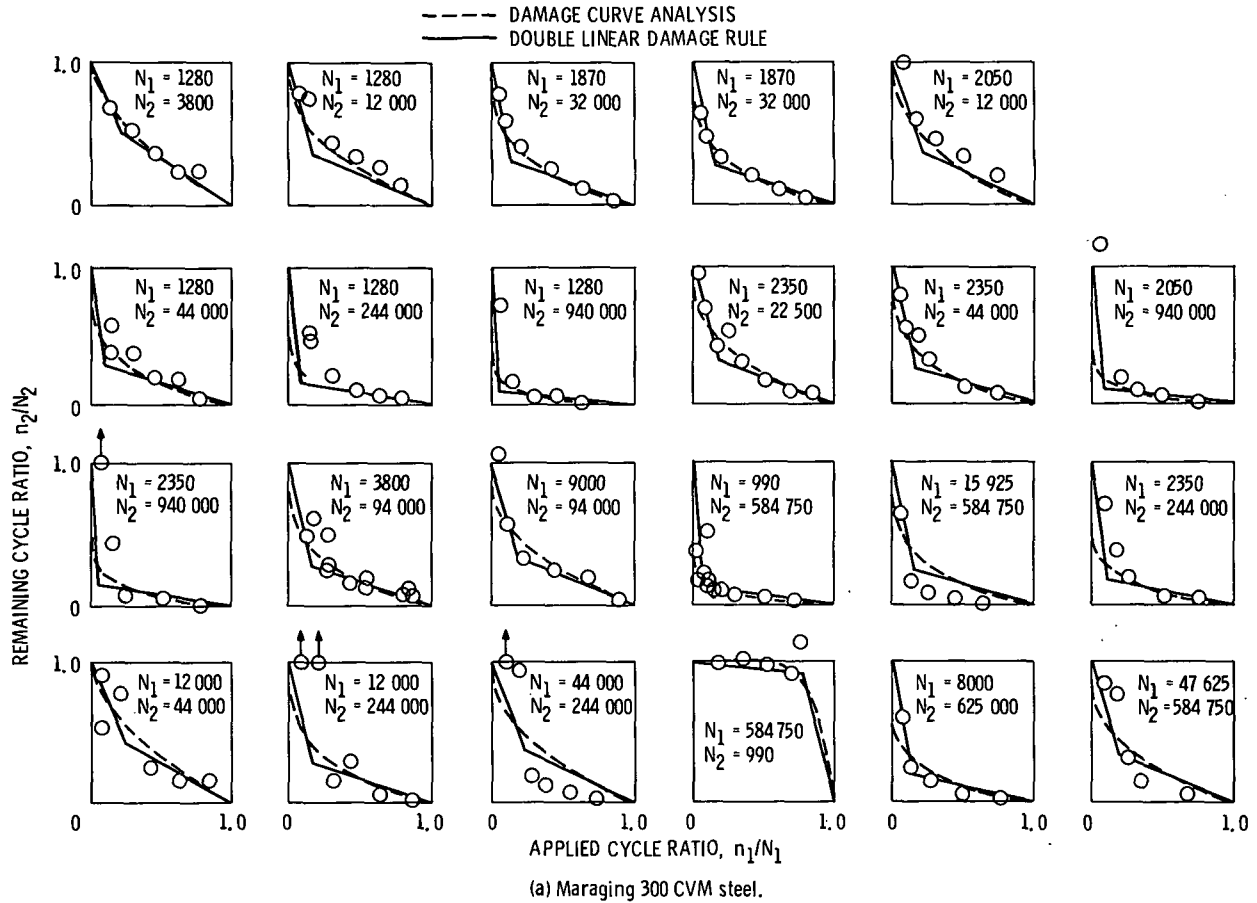 DAMAGE CURVE ANALYSIS
DOUBLE LINEAR DAMAGE RULE
REMAINING CYCLE RATIO, n2/N2
1.0
N1 = 1280
N2 = 3800
N1 = 1280
N2 = 12 000
N1 = 1870
N2 = 32 000
N1 = 1870
N2 = 32 000
N1 = 2050
N2 = 12 000
0
1.0
N1 = 1280
N2 = 44 000
N1 = 1280
N2 = 244 000
N1 = 1280
N2 = 940 000
N1 = 2350
N2 = 22 500
N1 = 2350
N2 = 44 000
N1 = 2050
N2 = 940 000
0
1.0
N1 = 2350
N2 = 940 000
N1 = 3800
N2 = 94 000
N1 = 9000
N2 = 94 000
N1 = 990
N2 = 584 750
N1 = 15 925
N2 = 584 750
N1 = 2350
N2 = 244 000
0
1.0
N1 = 12 000
N2 = 44 000
N1 = 12 000
N2 = 244 000
N1 = 44 000
N2 = 244 000
N1 = 584 750
N2 = 990
N1 = 8000
N2 = 625 000
N1 = 47 625
N2 = 584 750
0
0 1.0 0 1.0 0 1.0 0 1.0 0 1.0 0 1.0
APPLIED CYCLE RATIO, n1/N1
(a) Maraging 300 CVM steel.